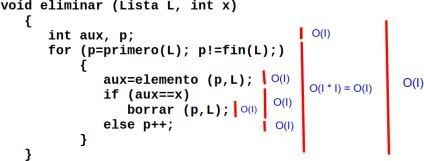 void eliminar (Lista L, int x)
{
int aux, p; O(l)
for (p=primero(L); p!=fin(L);)
{
aux=elemento (p,L); O(l)
if (aux==x)
borrar (p,L); O(l) O(l) O(l * l) = O(l) O(l)
else p++; O(l)
}
}